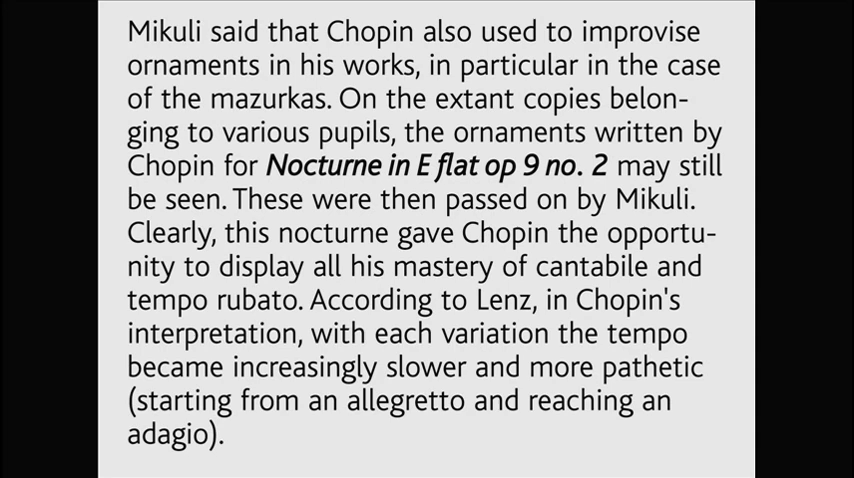 Mikuli said that Chopin also used to improvise
ornaments in his works, in particular in the case
of the mazurkas. On the extant copies belon-
ging to various pupils, the ornaments written by
Chopin for Nocturne in E flat op 9 no. 2 may still
be seen. These were then passed on by Mikuli.
Clearly, this nocturne gave Chopin the opportu-
nity to display all his mastery of cantabile and
tempo rubato. According to Lenz, in Chopin's
interpretation, with each variation the tempo
became increasingly slower and more pathetic
(starting from an allegretto and reaching an
adagio).